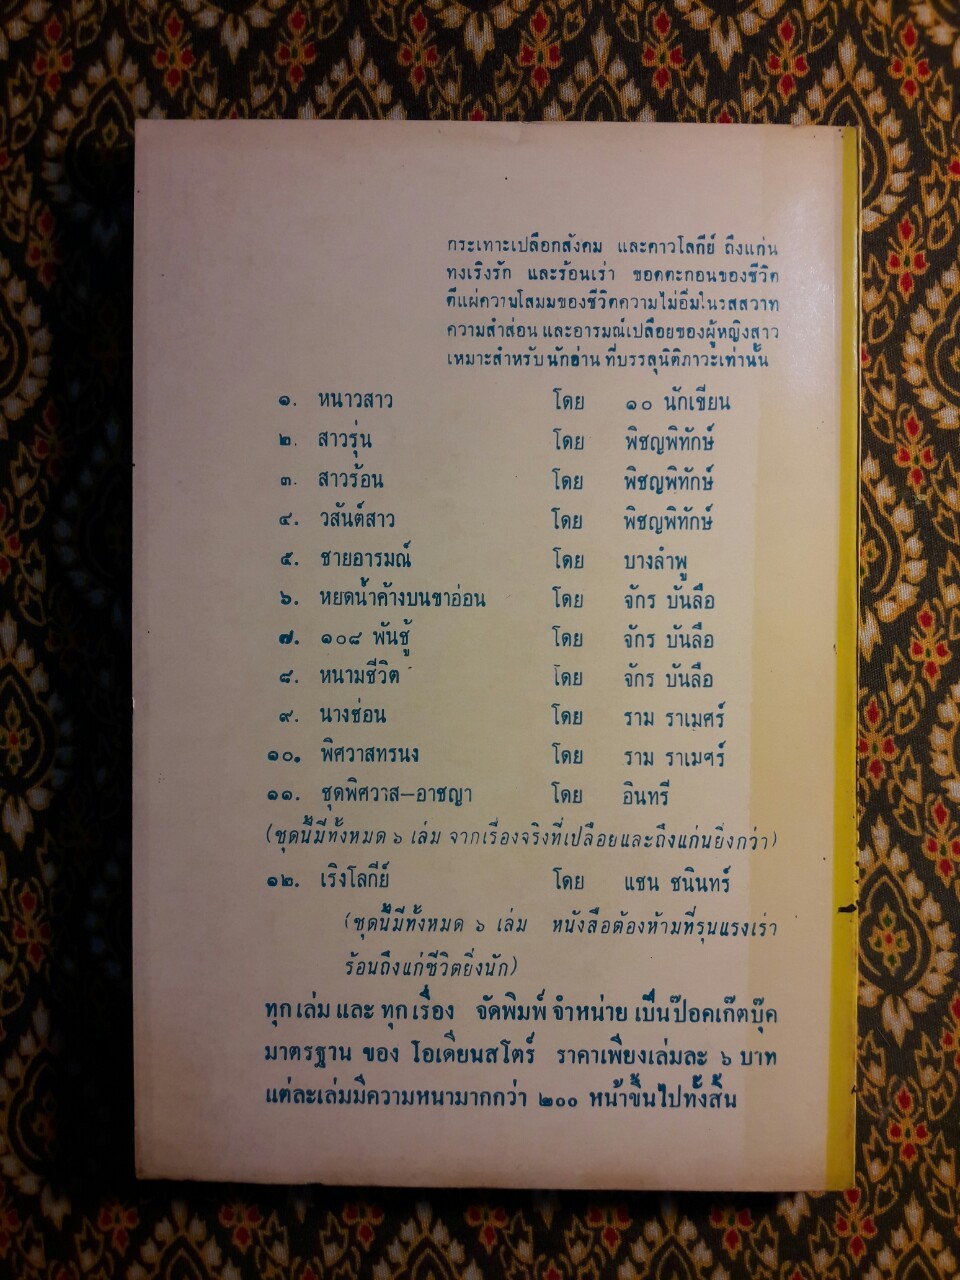 กระเทาะเปลือกสังคม และคาวโลกีย์ ถึงแก่น
ทงเริงรัก และร้อนเร่า ขอดตะกอนของชีวิต
ตีแผ่ความโสมมของชีวิตความไม่อิ่มในรสสวาท
ความสำส่อน และอารมณ์เปลือยของผู้หญิงสาว
เหมาะสำหรับนักอ่าน ที่บรรลุนิติภาวะเท่านั้น
๑. หนาวสาว โดย ๑๐ นักเขียน
๒. สาวรุ่น โดย พิชญพิทักษ์
๓. สาวร้อน โดย พิชญพิทักษ์
๔. วสันต์สาว โดย พิชญพิทักษ์
๕. ชายอารมณ์ โดย บางลำพู
๖. หยดน้ำค้างบนขาอ่อน โดย จักร บันลือ
๗. ๑๐๘ พันชู้ โดย จักร บันลือ
๘. หนามชีวิต โดย จักร บันลือ
๙. นางซ่อน โดย ราม ราเมศร์
๑๐. พิศวาสทรนง โดย ราม ราเมศร์
๑๑. ชุดพิศวาส–อาชญา โดย อินทรี
(ชุดนี้มีทั้งหมด ๖ เล่ม จากเรื่องจริงที่เปลือยและถึงแก่นยิ่งกว่า)
๑๒. เริงโลกีย์ โดย แชน ชนินทร์
(ชุดนี้มีทั้งหมด ๖ เล่ม หนังสือต้องห้ามที่รุนแรงเร่า
ร้อนถึงแก่ชีวิตยิ่งนัก)
ทุกเล่ม และ ทุกเรื่อง จัดพิมพ์ จำหน่าย เป็นป๊อคเก๊ตบุ๊ค
มาตรฐาน ของ โอเดียนสโตร์ ราคาเพียงเล่มละ ๖ บาท
แต่ละเล่มมีความหนามากกว่า ๒๐๐ หน้าขึ้นไปทั้งสิ้น